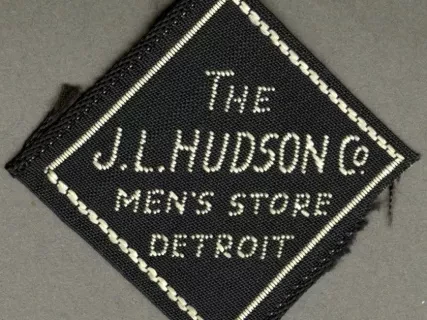 THE
J.L.HUDSON Co.
MEN'S STORE
DETROIT